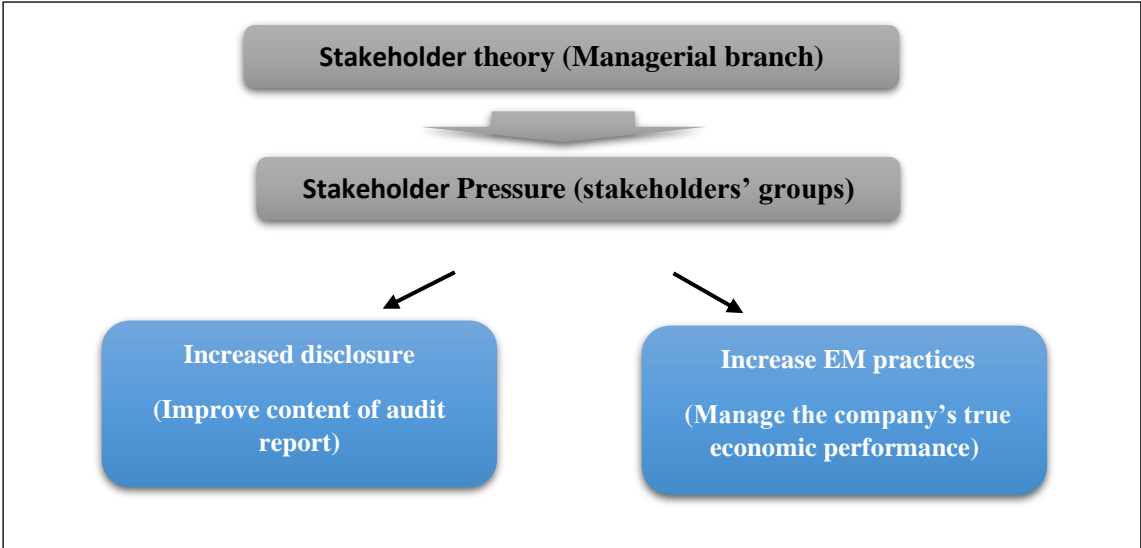 Stakeholder theory (Managerial branch)
Stakeholder Pressure (stakeholders’ groups)
Increased disclosure
(Improve content of audit
report)
Increase EM practices
(Manage the company’s true
economic performance)